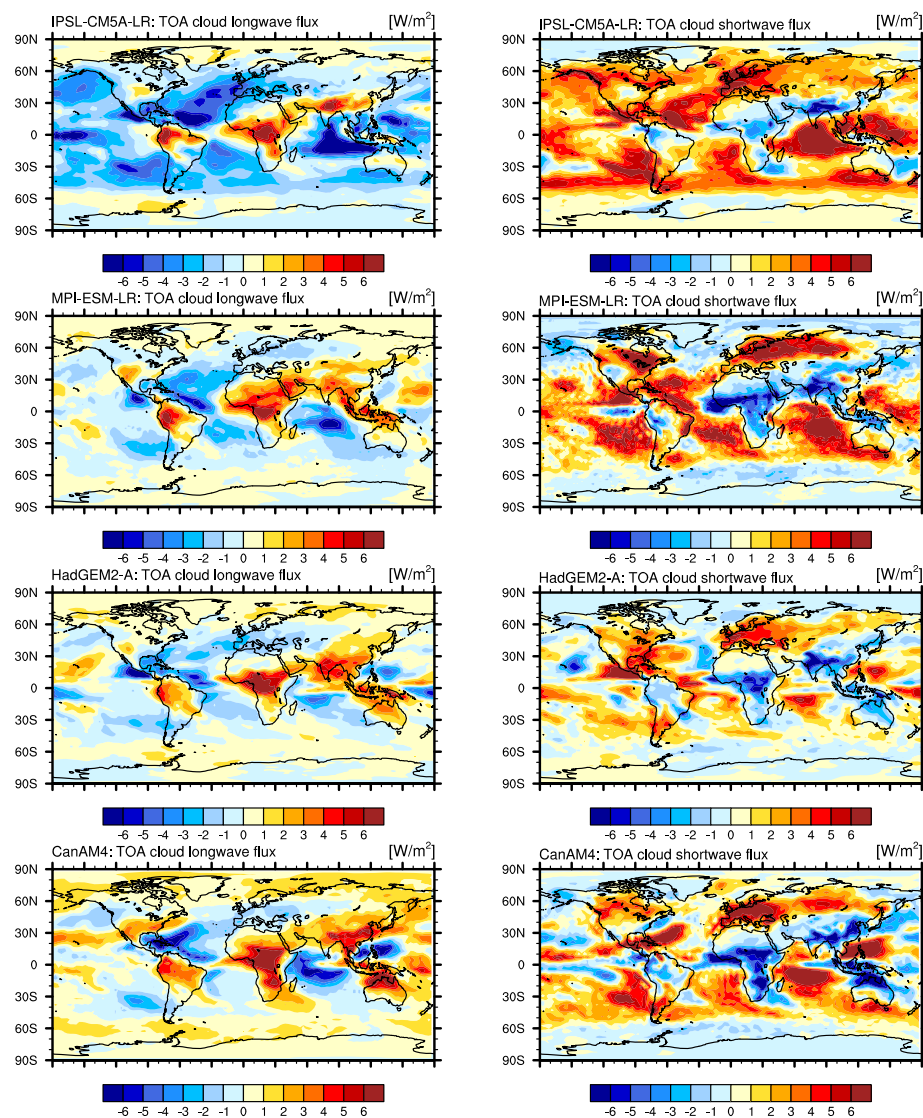 IPSL-CM5A-LR: TOA cloud longwave flux [W/m²] IPSL-CM5A-LR: TOA cloud shortwave flux [W/m²]
90N 90N
60N 60N
30N 30N
0 0
30S 30S
60S 60S
90S 90S
-6 -5 -4 -3 -2 -1 0 1 2 3 4 5 6 -6 -5 -4 -3 -2 -1 0 1 2 3 4 5 6
MPI-ESM-LR: TOA cloud longwave flux [W/m²] MPI-ESM-LR: TOA cloud shortwave flux [W/m²]
90N 90N
60N 60N
30N 30N
0 0
30S 30S
60S 60S
90S 90S
-6 -5 -4 -3 -2 -1 0 1 2 3 4 5 6 -6 -5 -4 -3 -2 -1 0 1 2 3 4 5 6
HadGEM2-A: TOA cloud longwave flux [W/m²] HadGEM2-A: TOA cloud shortwave flux [W/m²]
90N 90N
60N 60N
30N 30N
0 0
30S 30S
60S 60S
90S 90S
-6 -5 -4 -3 -2 -1 0 1 2 3 4 5 6 -6 -5 -4 -3 -2 -1 0 1 2 3 4 5 6
CanAM4: TOA cloud longwave flux [W/m²] CanAM4: TOA cloud shortwave flux [W/m²]
90N 90N
60N 60N
30N 30N
0 0
30S 30S
60S 60S
90S 90S
-6 -5 -4 -3 -2 -1 0 1 2 3 4 5 6 -6 -5 -4 -3 -2 -1 0 1 2 3 4 5 6